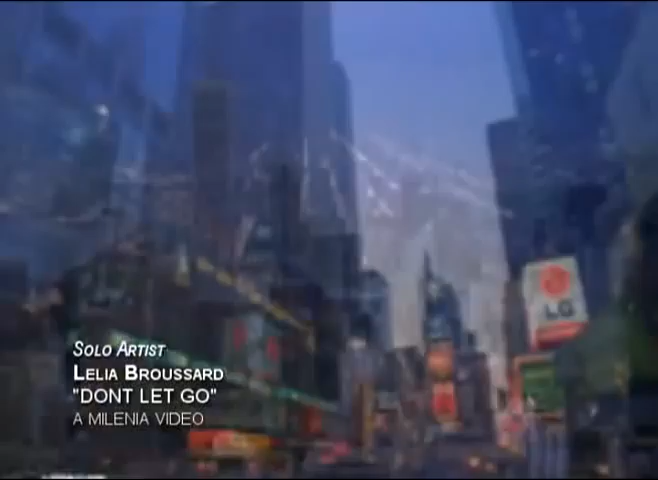 LG
SOLO ARTIST
LELIA BROUSSARD
"DONT LET GO"
A MILENIA VIDEO